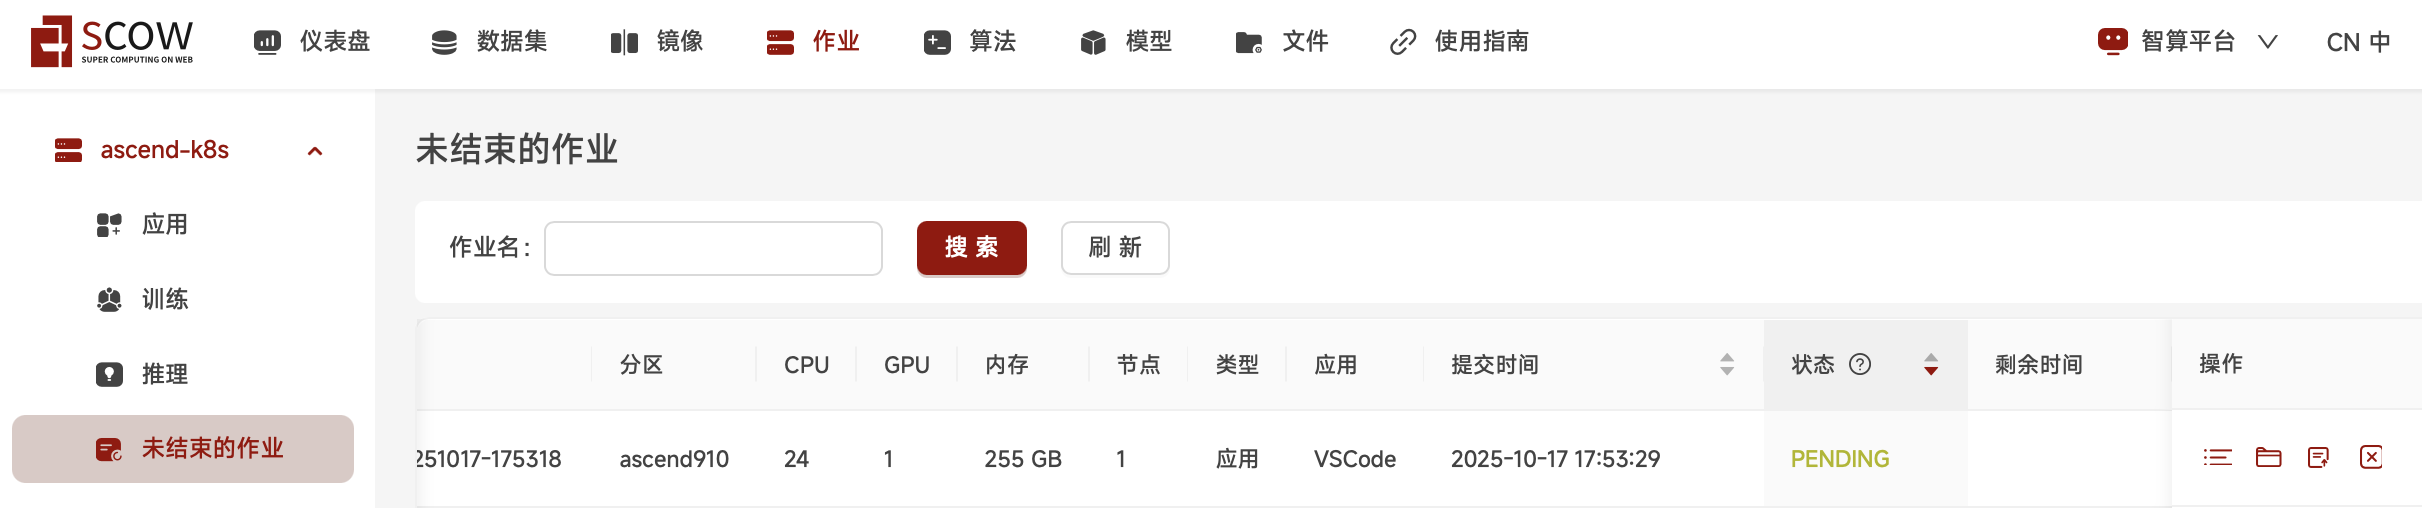 SCOW
SUPER COMPUTING ON WEB
仪表盘 数据集 镜像 作业 算法 模型 文件 使用指南 智算平台 CN 中
ascend-k8s
应用
训练
推理
未结束的作业
未结束的作业
作业名: 搜 索 刷 新
分区 CPU GPU 内存 节点 类型 应用 提交时间 状态 ? 剩余时间 操作
251017-175318 ascend910 24 1 255 GB 1 应用 VSCode 2025-10-17 17:53:29 PENDING